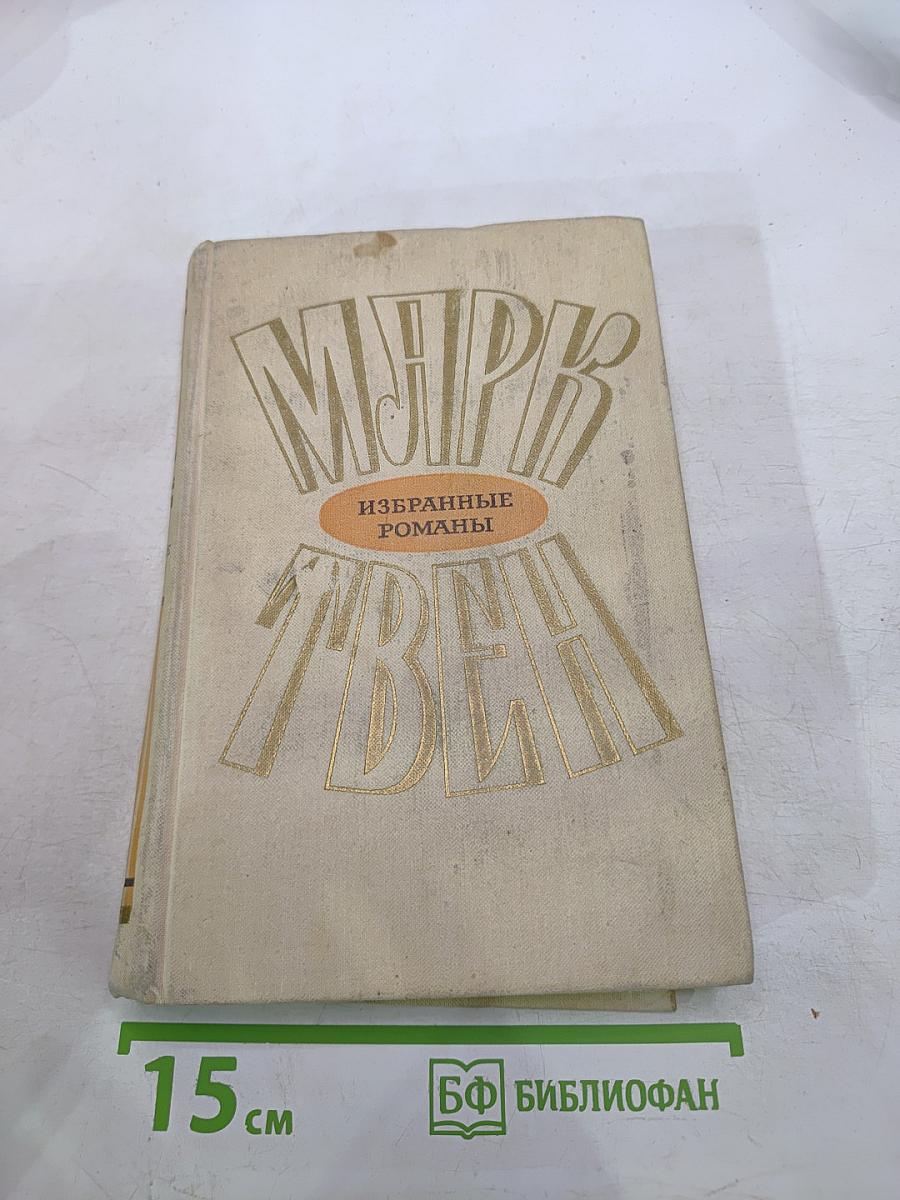 МАРК
ИЗБРАННЫЕ
РОМАНЫ
ТВЕН
15 см
БФ БИБЛИОФАН